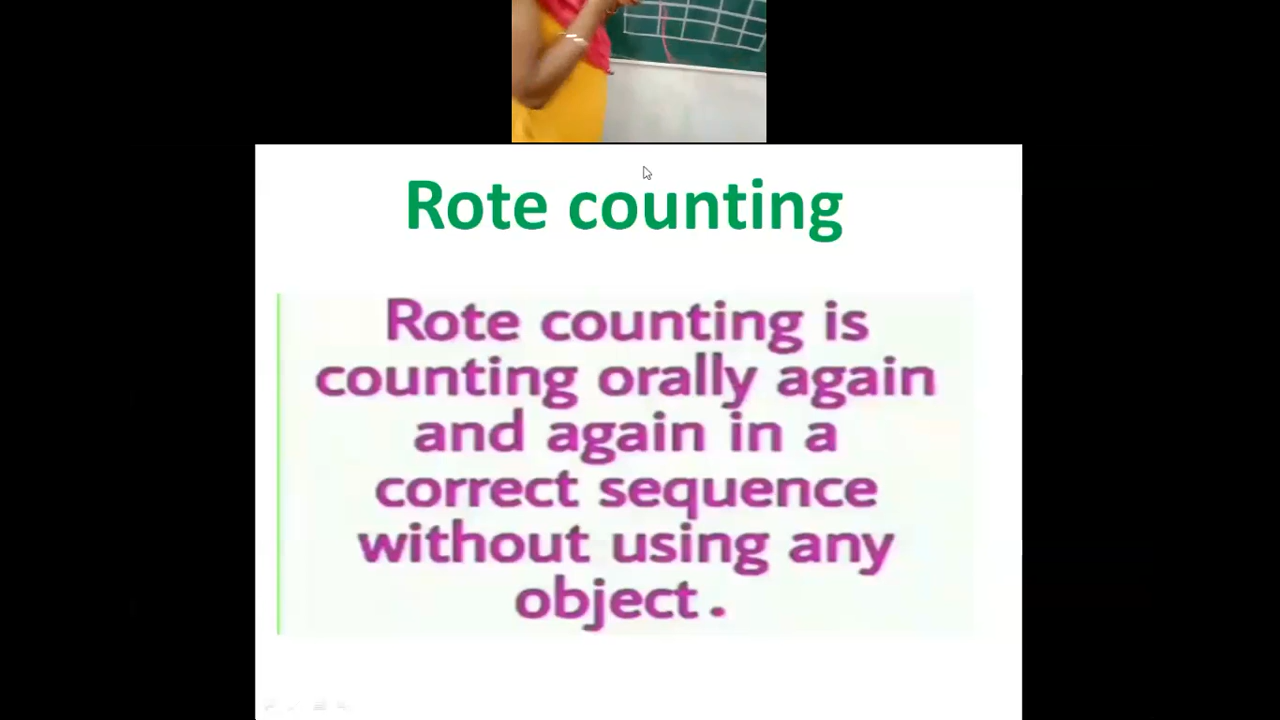 Rote counting
Rote counting is
counting orally again
and again in a
correct sequence
without using any
object.